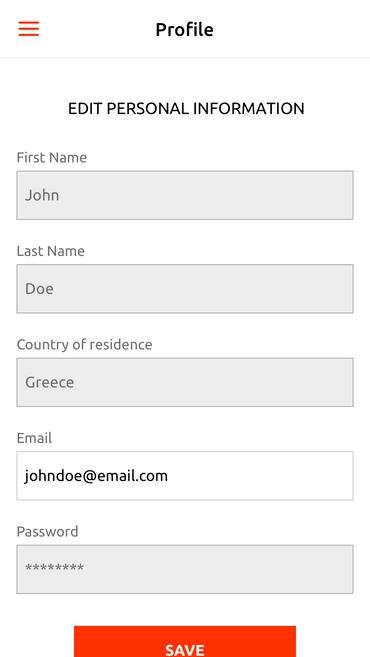 Profile
EDIT PERSONAL INFORMATION
First Name
John
Last Name
Doe
Country of residence
Greece
Email
johndoe@email.com
Password
********
SAVE